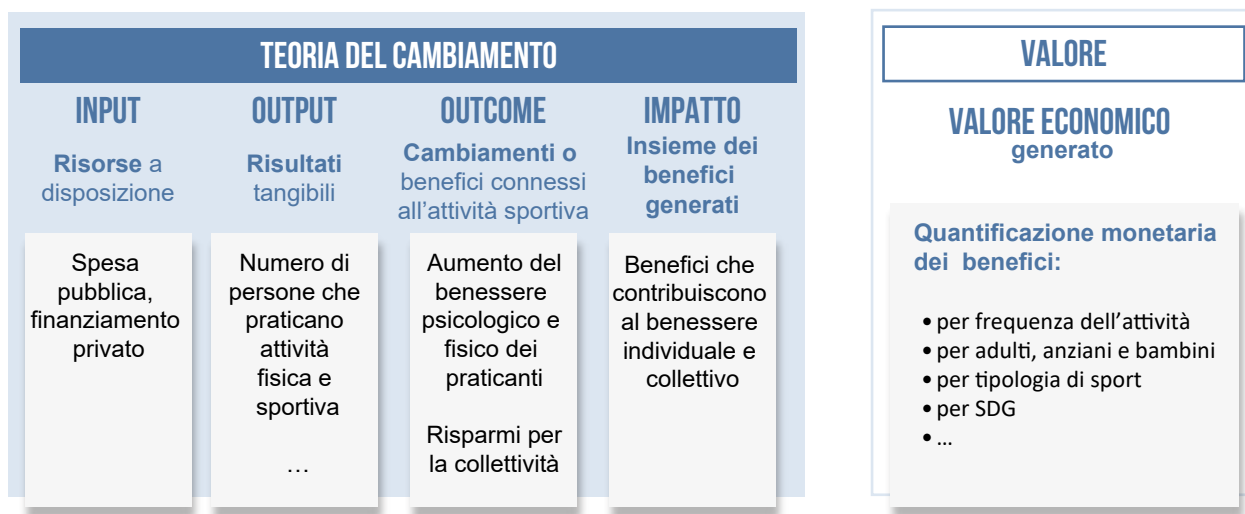 TEORIA DEL CAMBIAMENTO
INPUT
Risorse a
disposizione
Spesa
pubblica,
finanziamento
privato
OUTPUT
Risultati
tangibili
Numero di
persone che
praticano
attività
fisica e
sportiva
…
OUTCOME
Cambiamenti o
benefici connessi
all’attività sportiva
Aumento del
benessere
psicologico e
fisico dei
praticanti
Risparmi per
la collettività
IMPATTO
Insieme dei
benefici
generati
Benefici che
contribuiscono
al benessere
individuale e
collettivo
VALORE
VALORE ECONOMICO
generato
Quantificazione monetaria
dei benefici:
• per frequenza dell’attività
• per adulti, anziani e bambini
• per tipologia di sport
• per SDG
• …